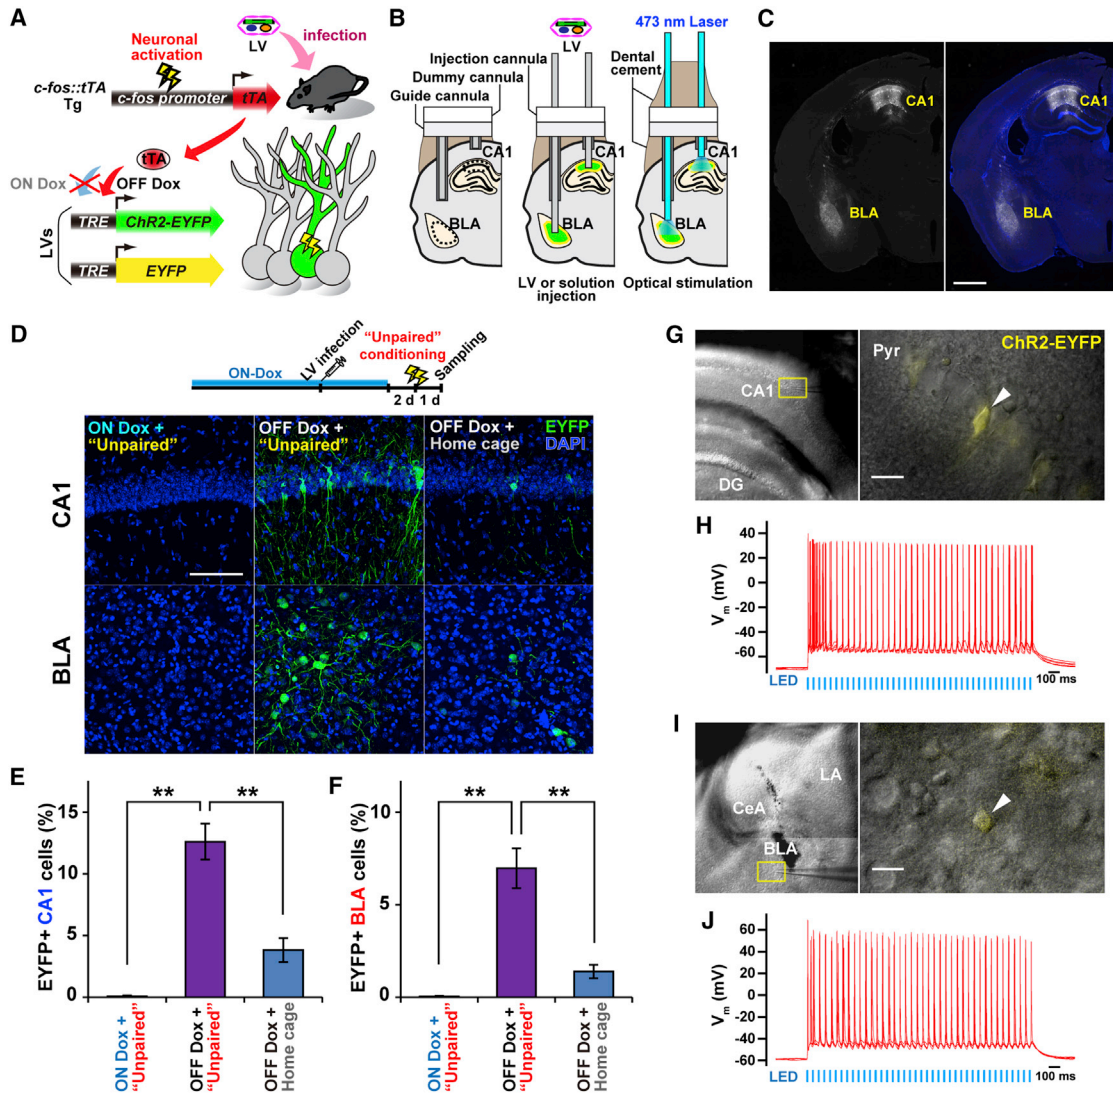 A
Neuronal
activation
LV
infection
c-fos::tTA
Tg
c-fos promoter
tTA
tTA
ON Dox
OFF Dox
LVs
TRE
ChR2-EYFP
TRE
EYFP
B
LV
473 nm Laser
Injection cannula
Dummy cannula
Guide cannula
Dental
cement
CA1
CA1
BLA
BLA
BLA
LV or solution
injection
Optical stimulation
C
CA1
BLA
CA1
BLA
D
ON-Dox
LV infection
“Unpaired”
conditioning
Sampling
2 d
1 d
ON Dox +
“Unpaired”
OFF Dox +
“Unpaired”
OFF Dox +
Home cage
EYFP
DAPI
CA1
BLA
E
EYFP+ CA1 cells (%)
15
10
5
0
**
**
ON Dox +
“Unpaired”
OFF Dox +
“Unpaired”
OFF Dox +
Home cage
F
EYFP+ BLA cells (%)
10
5
0
**
**
ON Dox +
“Unpaired”
OFF Dox +
“Unpaired”
OFF Dox +
Home cage
G
CA1
DG
Pyr
ChR2-EYFP
H
Vm (mV)
40
20
0
-20
-40
-60
LED
100 ms
I
LA
CeA
BLA
J
Vm (mV)
60
40
20
0
-20
-40
-60
LED
100 ms